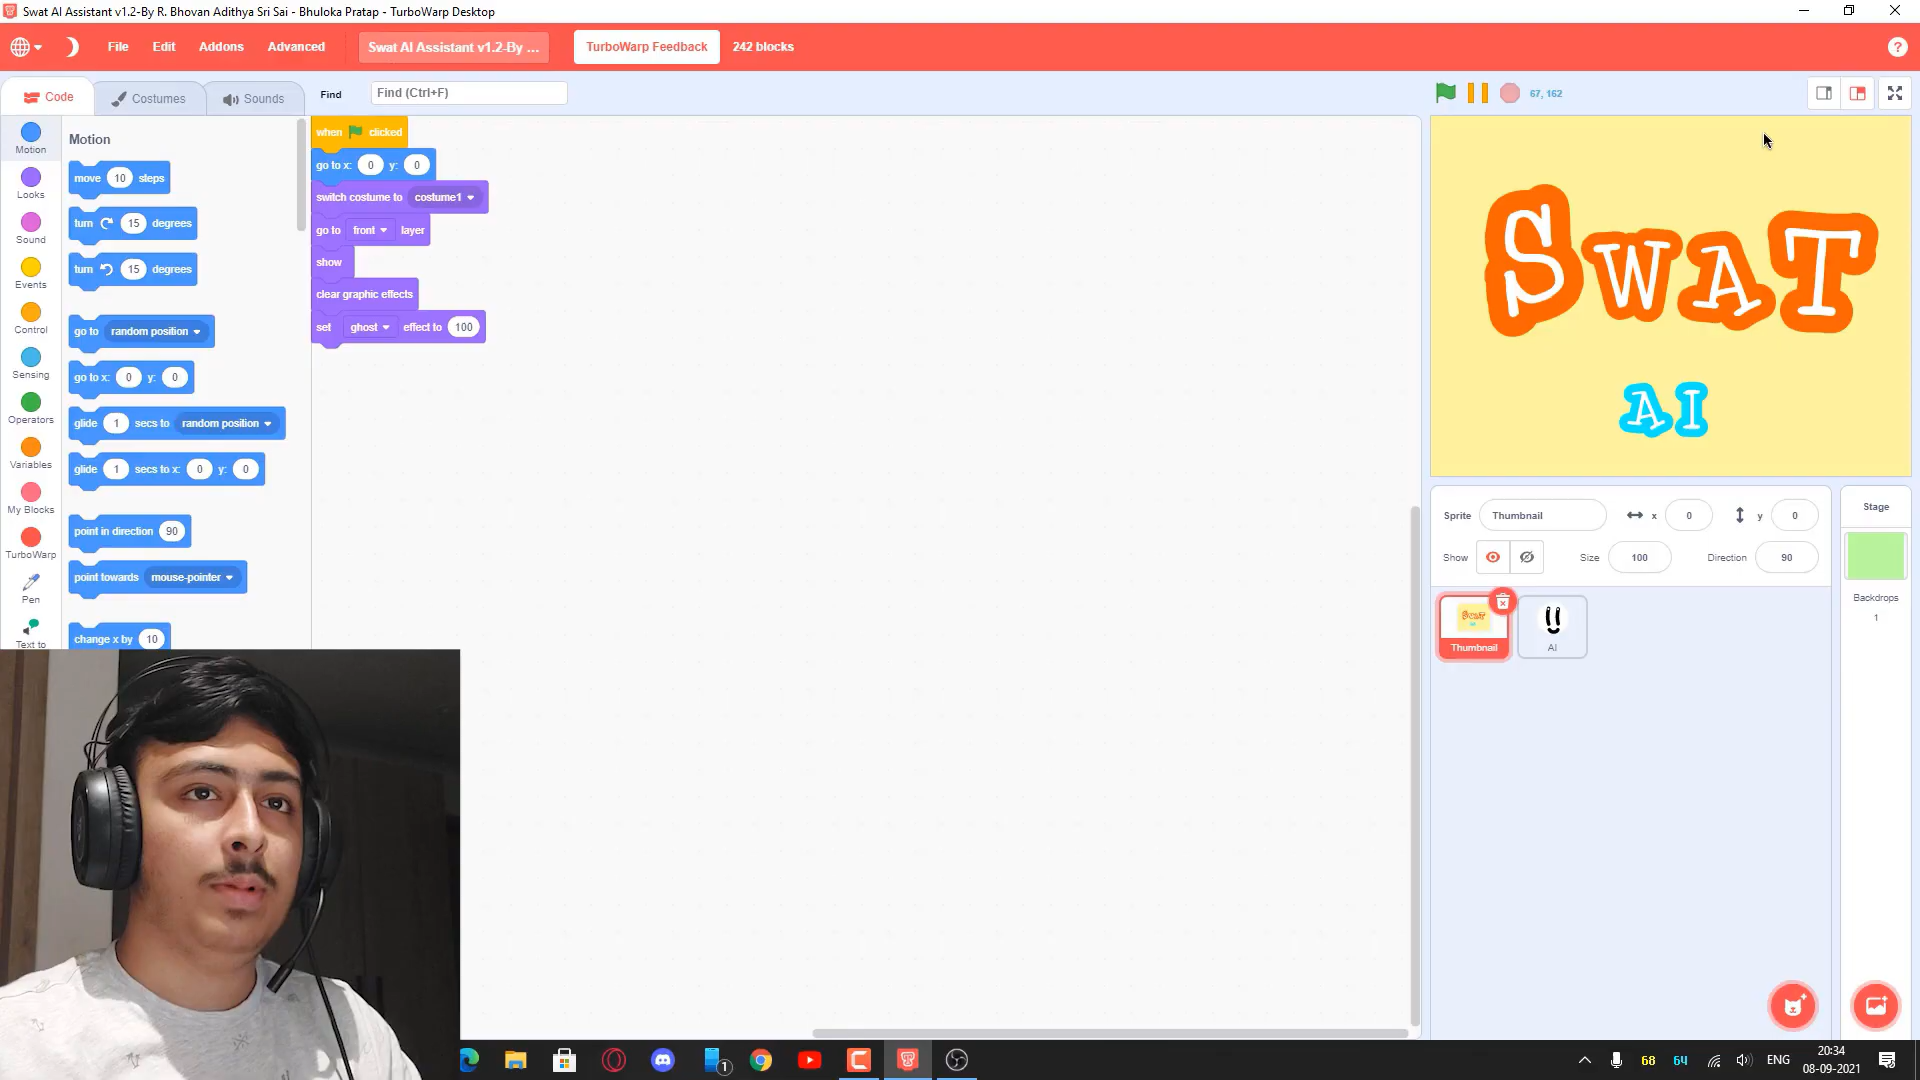 Swat AI Assistant v1.2-By R. Bhovan Adithya Sri Sai - Bhuloka Pratap - TurboWarp Desktop
File Edit Addons Advanced Swat AI Assistant v1.2-By ... TurboWarp Feedback 242 blocks ?
Code Costumes Sounds Find Find (Ctrl+F) 67, 162
Motion
Looks
Sound
Events
Control
Sensing
Operators
Variables
My Blocks
TurboWarp
Pen
Text to
Motion
move 10 steps
turn 15 degrees
turn 15 degrees
go to random position
go to x: 0 y: 0
glide 1 secs to random position
glide 1 secs to x: 0 y: 0
point in direction 90
point towards mouse-pointer
change x by 10
when clicked
go to x: 0 y: 0
switch costume to costume1
go to front layer
show
clear graphic effects
set ghost effect to 100
SWAT
AI
Sprite Thumbnail x 0 y 0
Show Size 100 Direction 90
Thumbnail
AI
Stage
Backdrops
1
1
68 64 ENG
20:34
08-09-2021